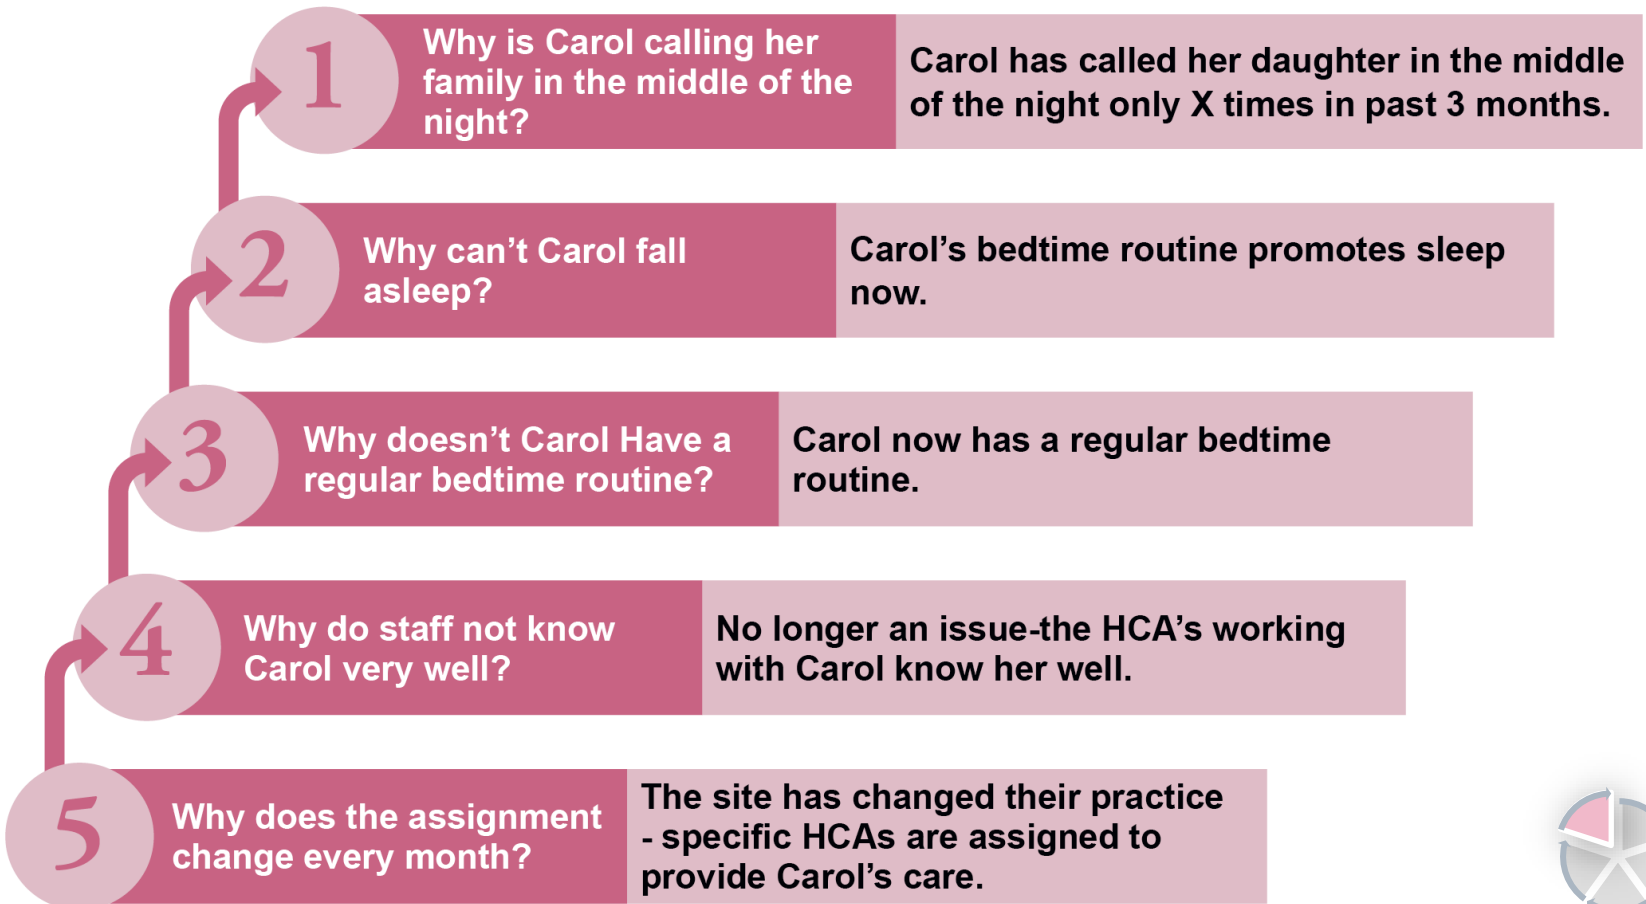 1
Why is Carol calling her
family in the middle of the
night?
Carol has called her daughter in the middle
of the night only X times in past 3 months.
2
Why can’t Carol fall
asleep?
Carol’s bedtime routine promotes sleep
now.
3
Why doesn’t Carol Have a
regular bedtime routine?
Carol now has a regular bedtime
routine.
4
Why do staff not know
Carol very well?
No longer an issue-the HCA’s working
with Carol know her well.
5
Why does the assignment
change every month?
The site has changed their practice
- specific HCAs are assigned to
provide Carol’s care.